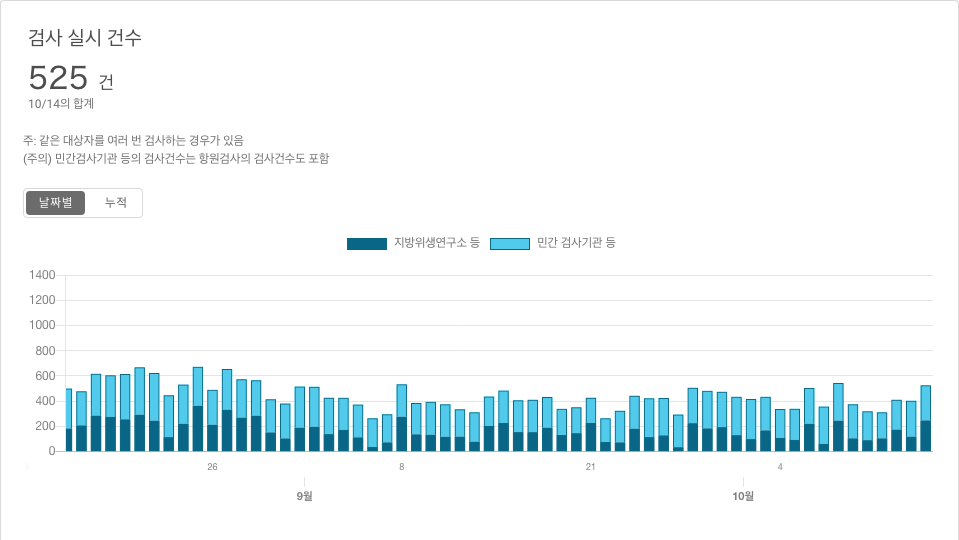 검사 실시 건수
525 건
10/14의 합계
주: 같은 대상자를 여러 번 검사하는 경우가 있음
(주의) 민간검사기관 등의 검사건수는 항원검사의 검사건수도 포함
날짜별 누적
지방위생연구소 등 민간 검사기관 등
1400
1200
1000
800
600
400
200
0
26 8 21 4
9월 10월